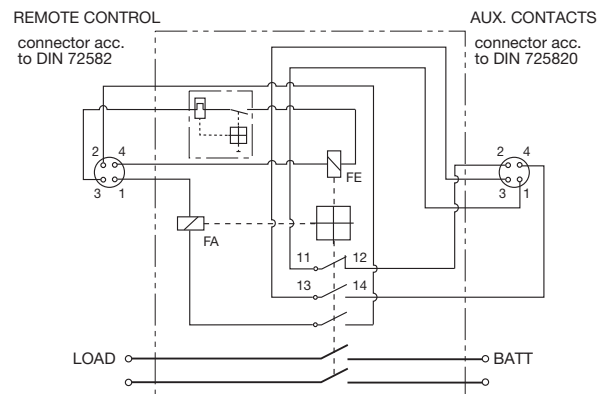 REMOTE CONTROL
connector acc.
to DIN 72582
AUX. CONTACTS
connector acc.
to DIN 725820
2 4
3 1
FE
FA
2 4
3 1
11 12
13 14
LOAD
BATT